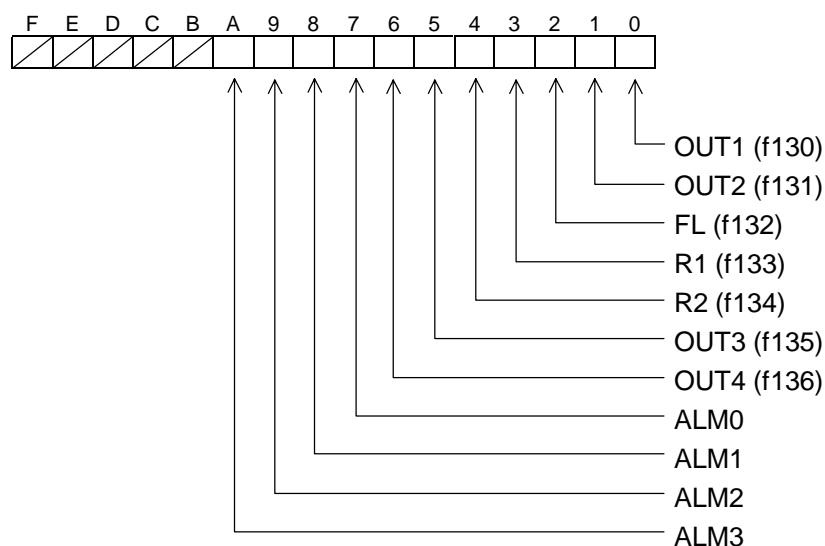 F E D C B A 9 8 7 6 5 4 3 2 1 0
OUT1 (f130)
OUT2 (f131)
FL (f132)
R1 (f133)
R2 (f134)
OUT3 (f135)
OUT4 (f136)
ALM0
ALM1
ALM2
ALM3